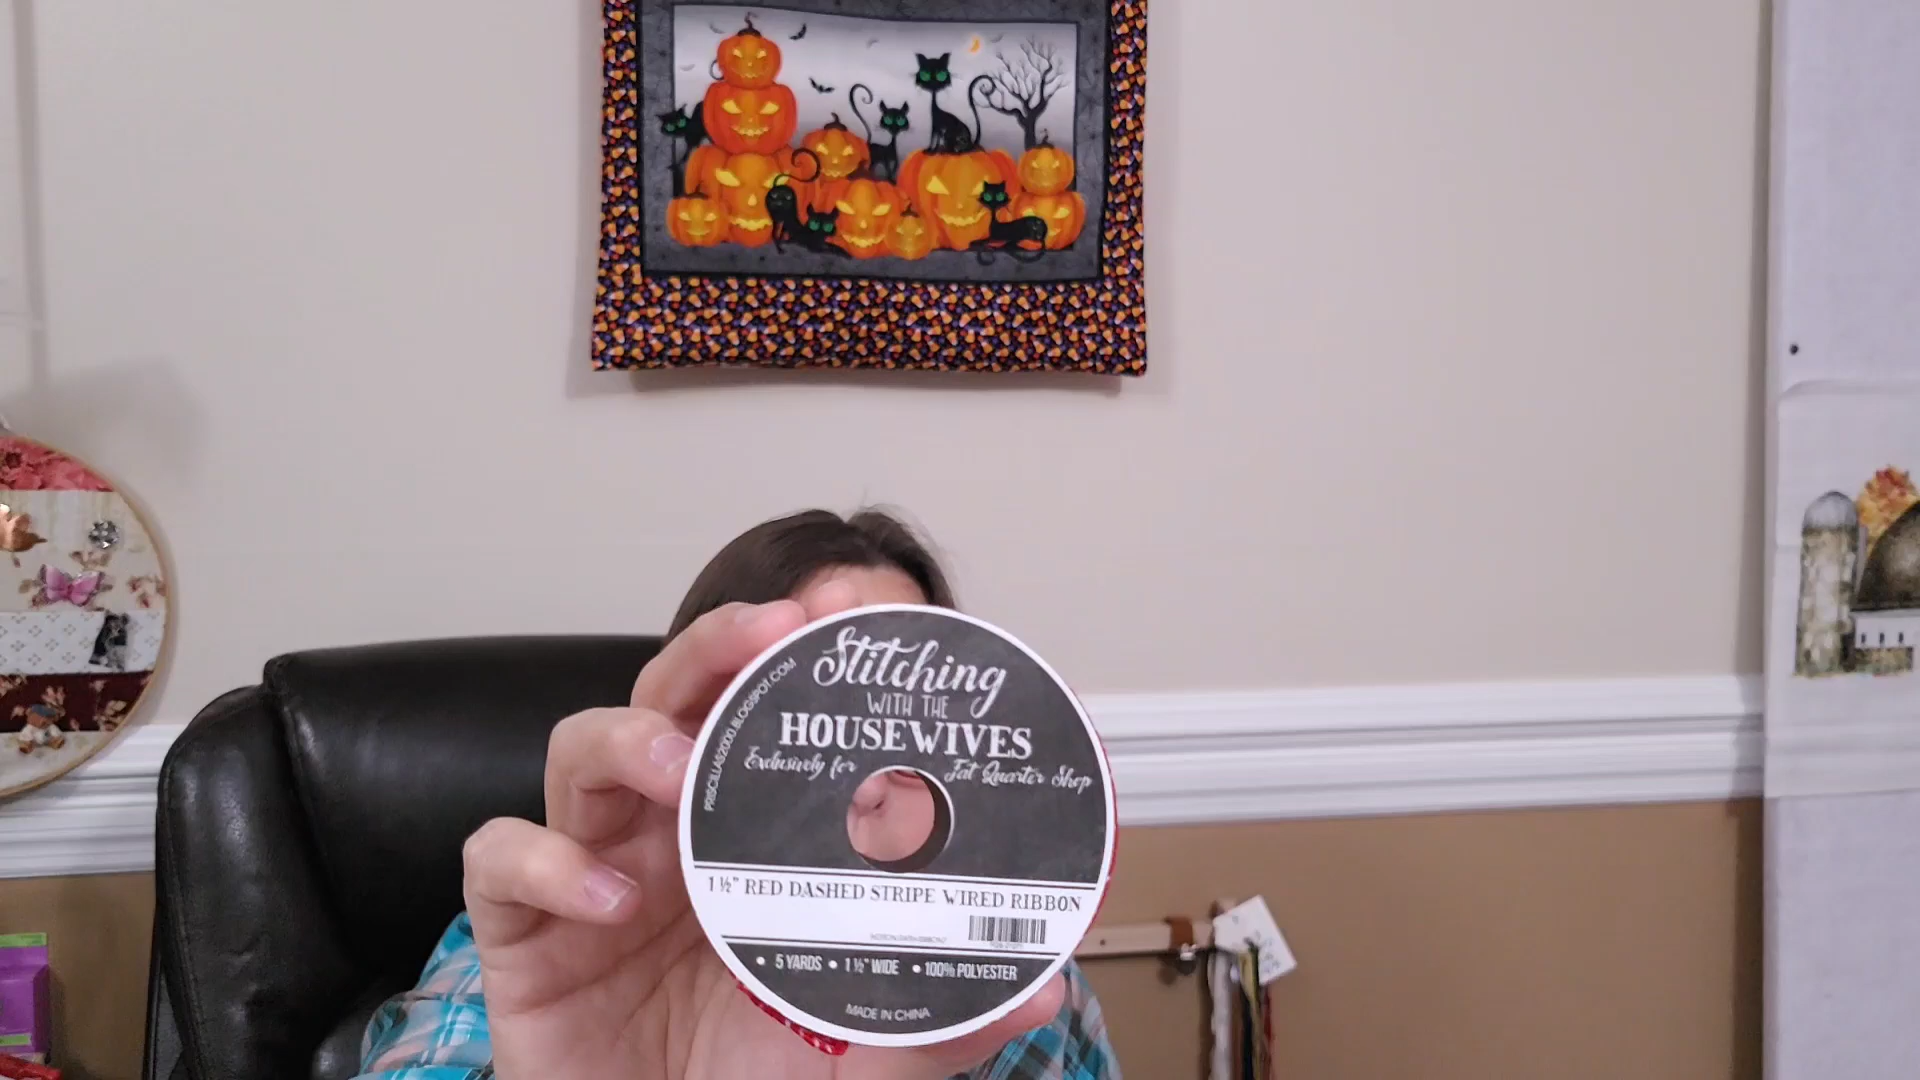 Stitching
WITH THE
HOUSEWIVES
Exclusively for Fat Quarter Shop
PRISCILLAS2000.BLOGSPOT.COM
1 ½" RED DASHED STRIPE WIRED RIBBON
• 5 YARDS • 1 ½" WIDE • 100% POLYESTER
MADE IN CHINA